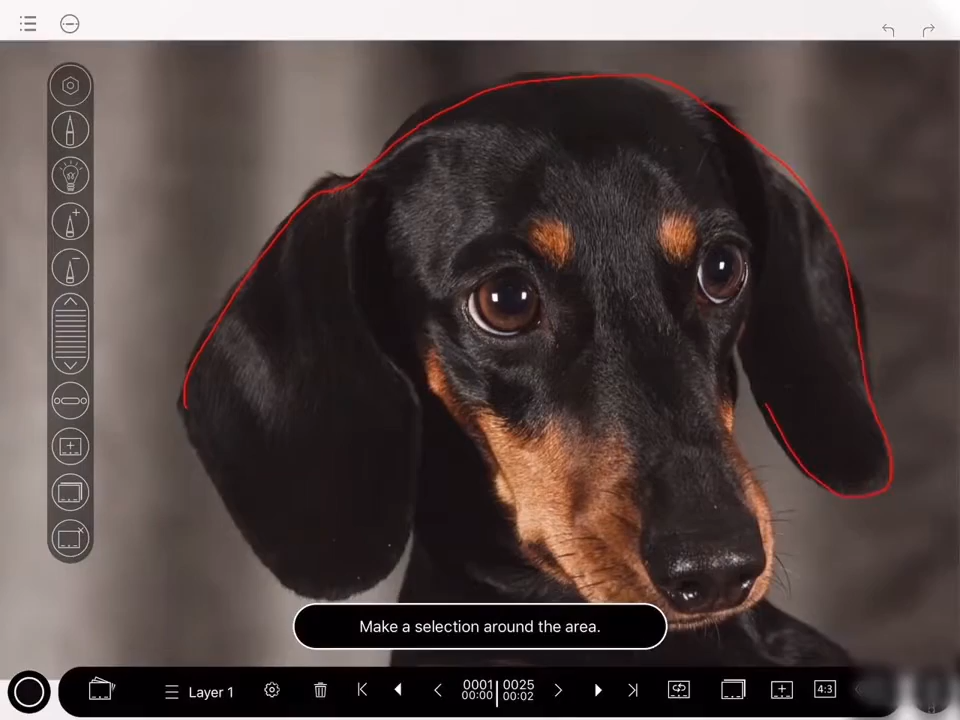 Make a selection around the area.
Layer 1
0001 0025
00:00 00:02
4:3